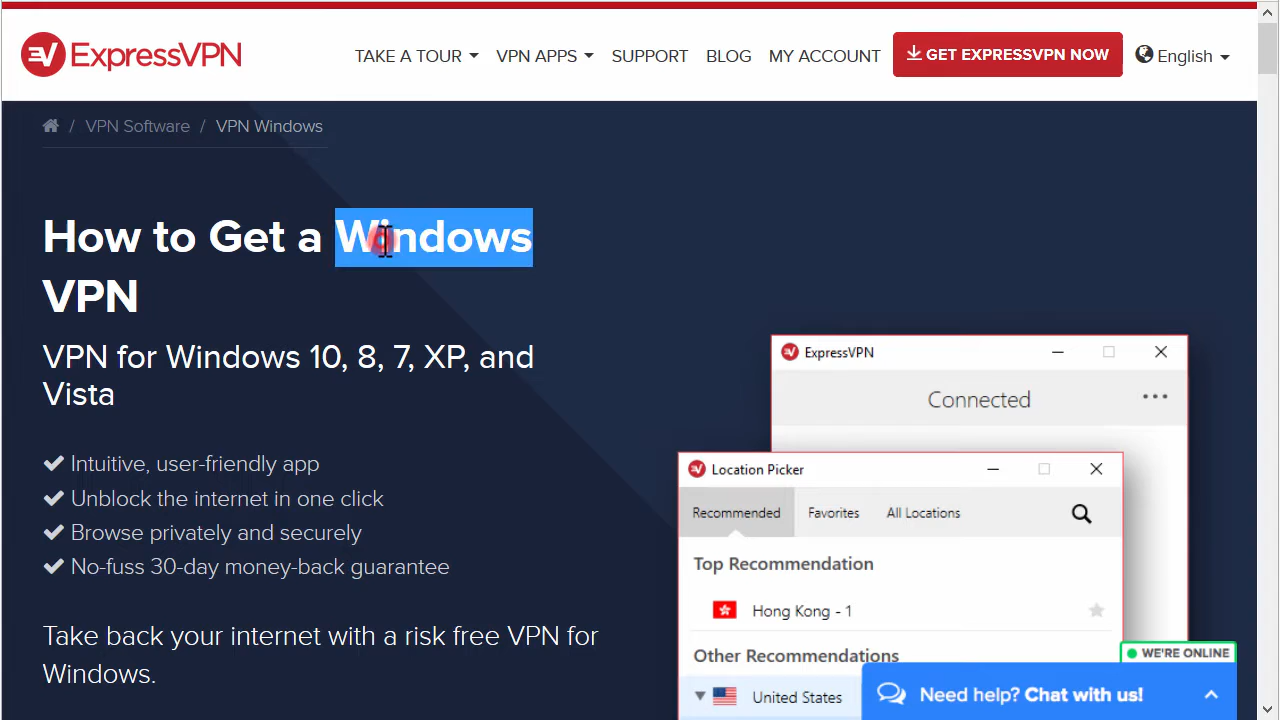 ExpressVPN
TAKE A TOUR
VPN APPS
SUPPORT
BLOG
MY ACCOUNT
GET EXPRESSVPN NOW
English
/ VPN Software / VPN Windows
How to Get a Windows
VPN
VPN for Windows 10, 8, 7, XP, and
Vista
Intuitive, user-friendly app
Unblock the internet in one click
Browse privately and securely
No-fuss 30-day money-back guarantee
Take back your internet with a risk free VPN for
Windows.
ExpressVPN
Connected
Location Picker
Recommended
Favorites
All Locations
Top Recommendation
Hong Kong - 1
Other Recommendations
United States
WE'RE ONLINE
Need help? Chat with us!